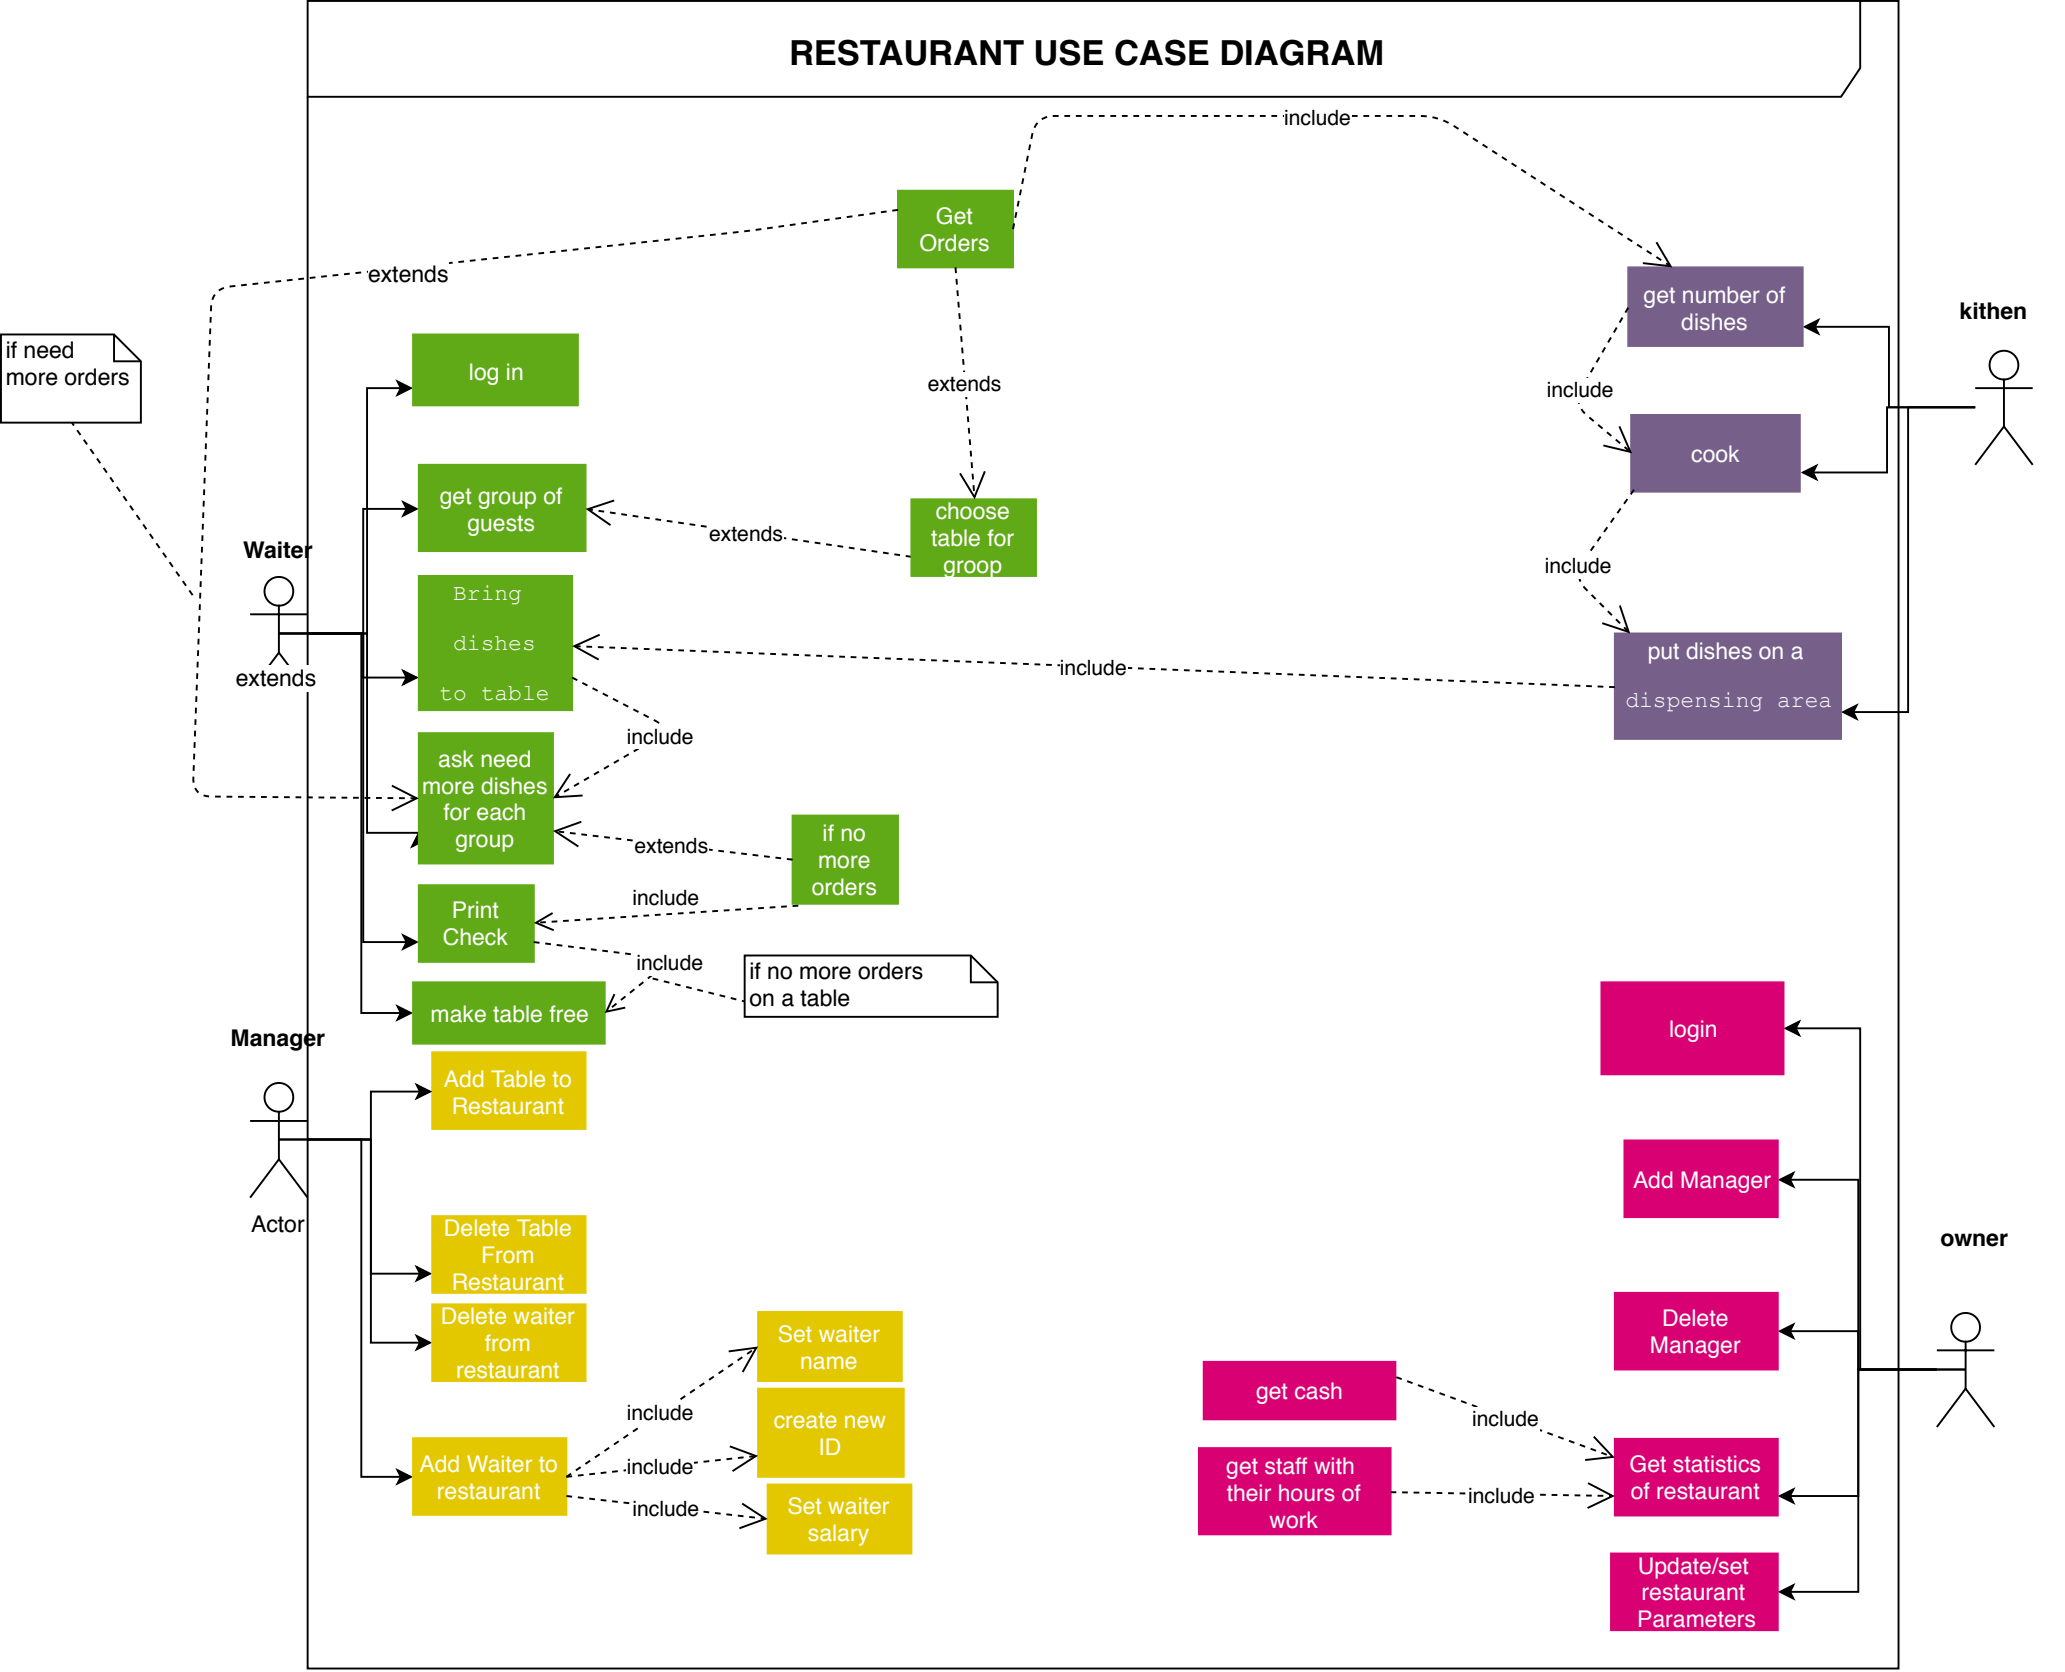 RESTAURANT USE CASE DIAGRAM
include
Get
Orders
extends
get number of
dishes
kithen
if need
more orders
log in
extends
include
cook
get group of
guests
extends
choose
table for
groop
Waiter
extends
include
Bring
dishes
to table
include
put dishes on a
dispensing area
include
ask need
more dishes
for each
group
extends
if no
more
orders
include
Print
Check
include
if no more orders
on a table
make table free
login
Manager
Actor
Add Table to
Restaurant
Add Manager
Delete Table
From
Restaurant
owner
Delete waiter
from
restaurant
Set waiter
name
Delete
Manager
get cash
include
include
create new
ID
Add Waiter to
restaurant
include
include
Set waiter
salary
get staff with
their hours of
work
include
Get statistics
of restaurant
Update/set
restaurant
Parameters